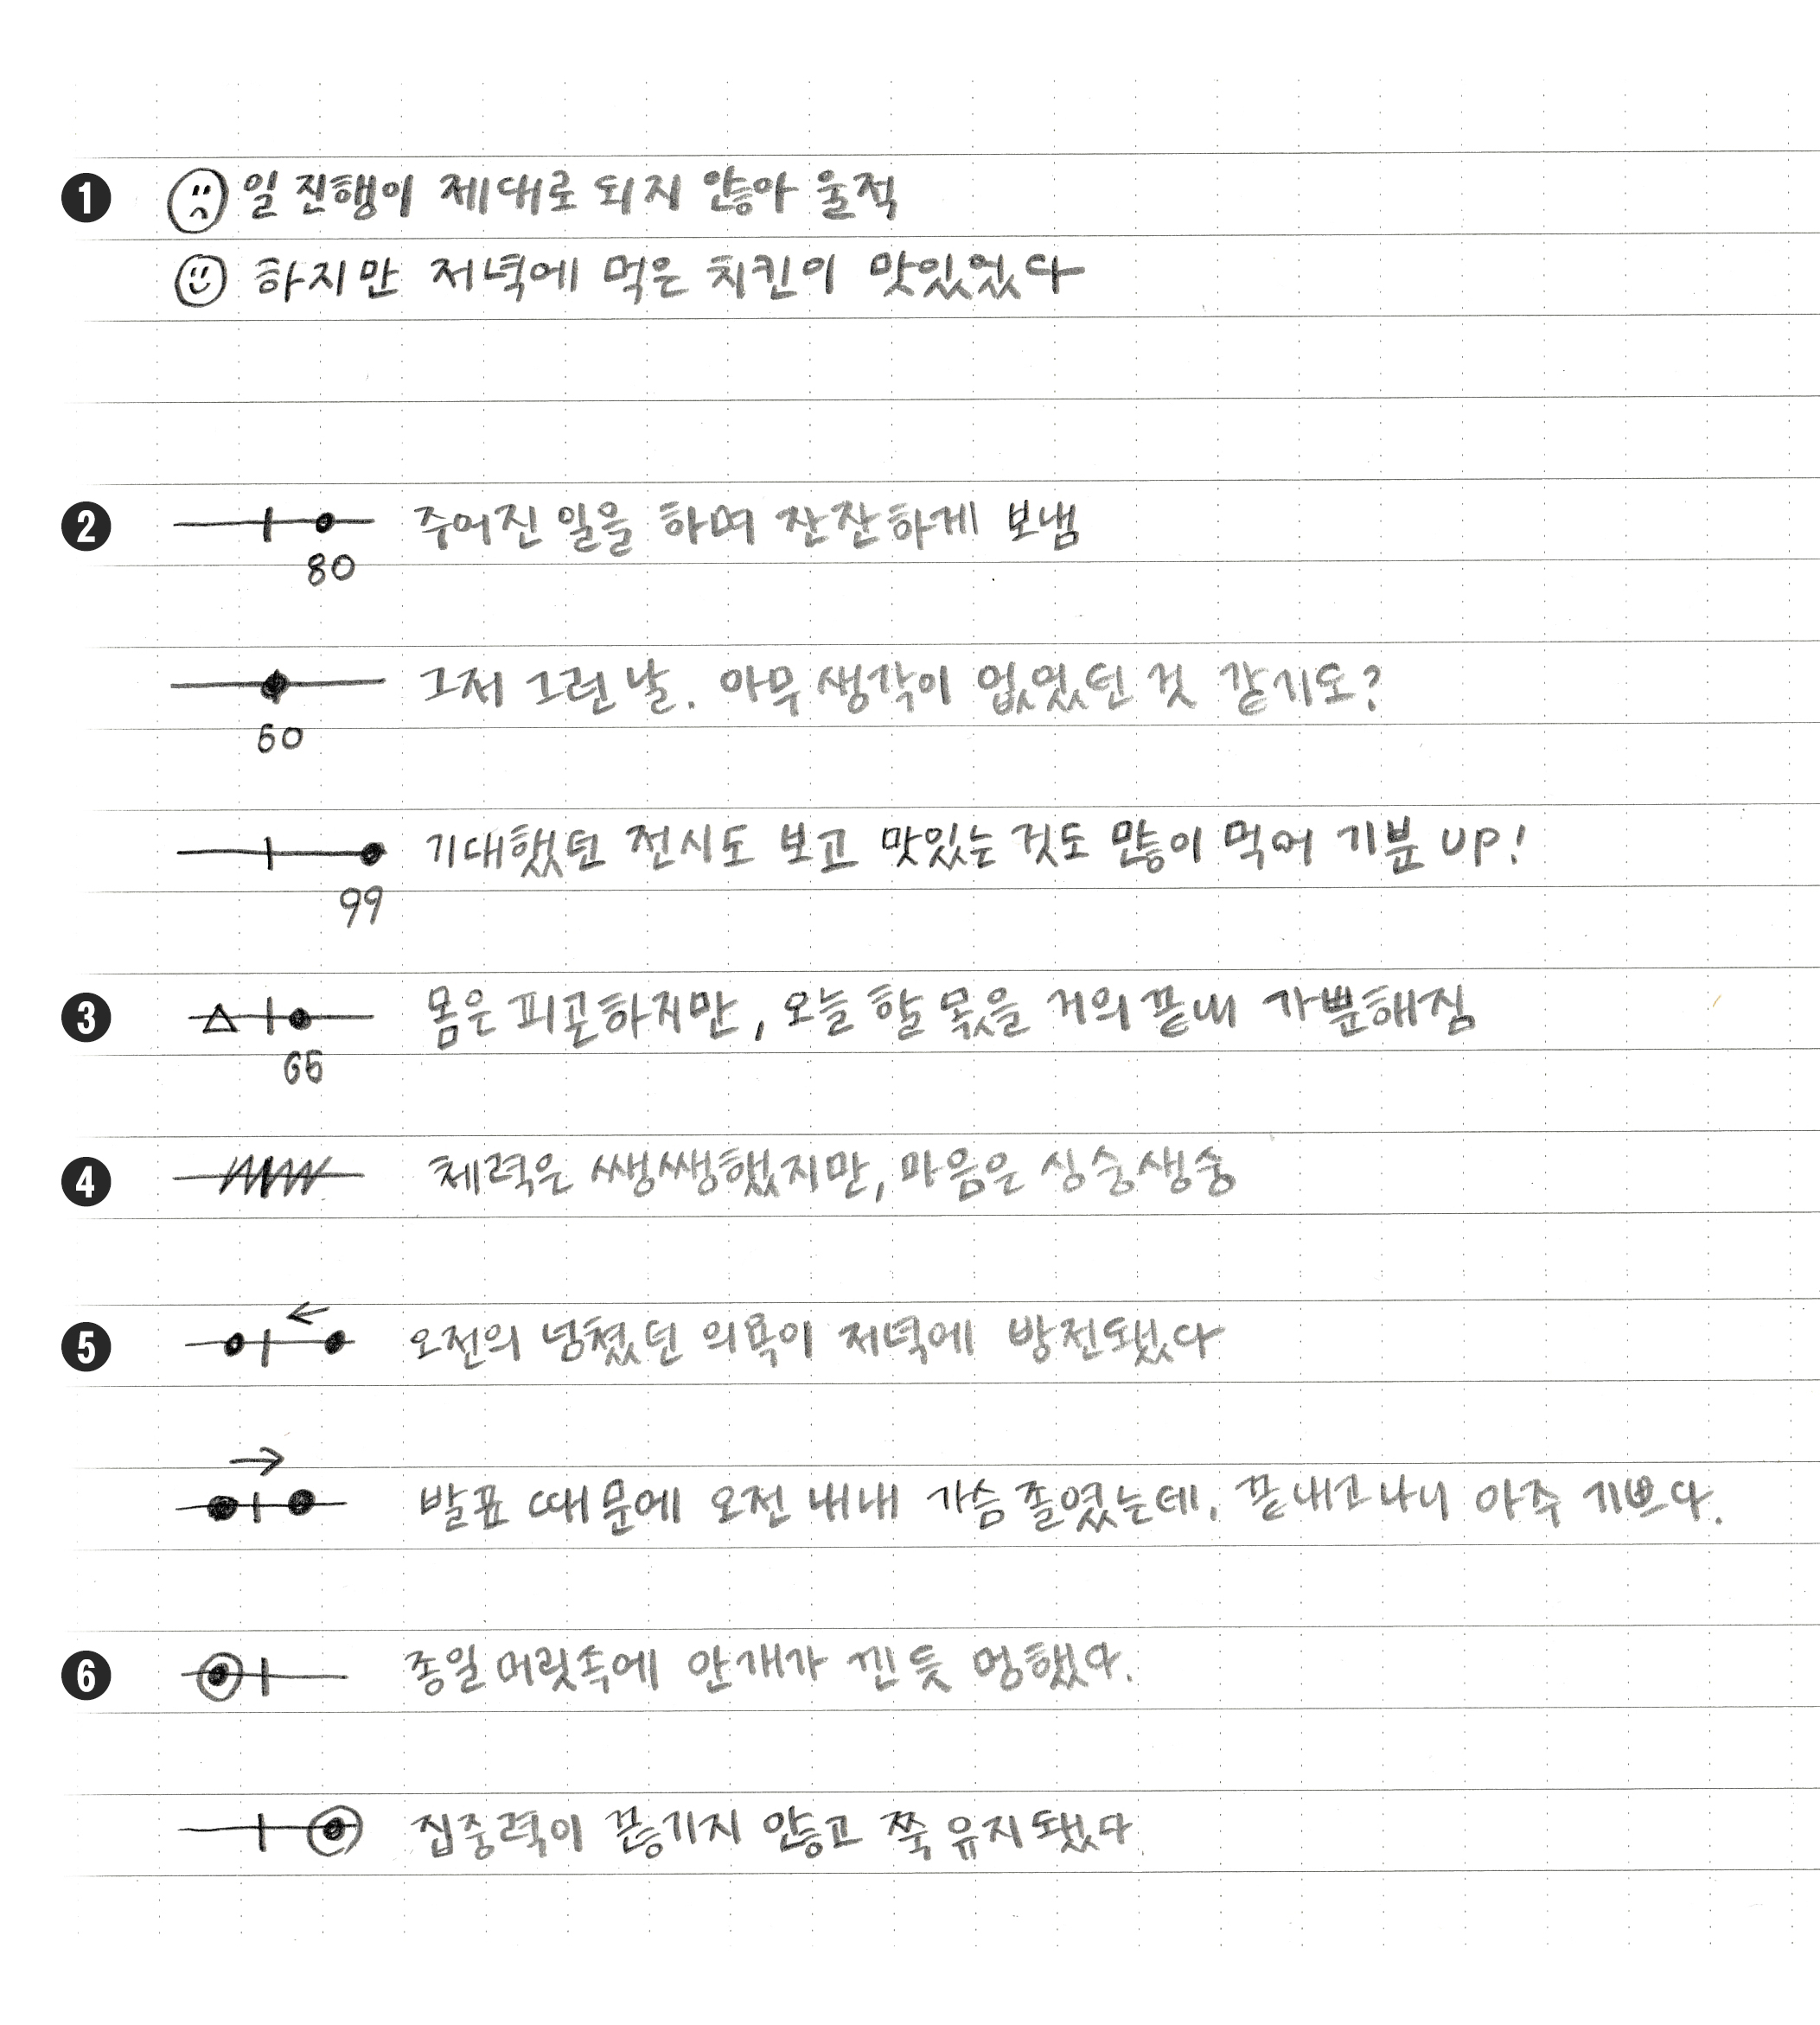 1 일 진행이 제대로 되지 않아 울적
하지만 저녁에 먹은 치킨이 맛있었다
2 주어진 일을 하며 잔잔하게 보냄
80
그저 그런 날. 아무 생각이 없었던 것 같기도?
50
기대했던 전시도 보고 맛있는 것도 많이 먹어 기분 UP!
99
3 몸은 피곤하지만, 오늘 할 몫을 거의 끝내 가뿐해짐
65
4 체력은 쌩쌩했지만, 마음은 싱숭생숭
5 오전의 넘쳤던 의욕이 저녁에 방전됐다
발표 때문에 오전 내내 가슴 졸였는데, 끝내고 나니 아주 기쁘다.
6 종일 머릿속에 안개가 낀 듯 멍했다.
집중력이 끊기지 않고 쭉 유지됐다